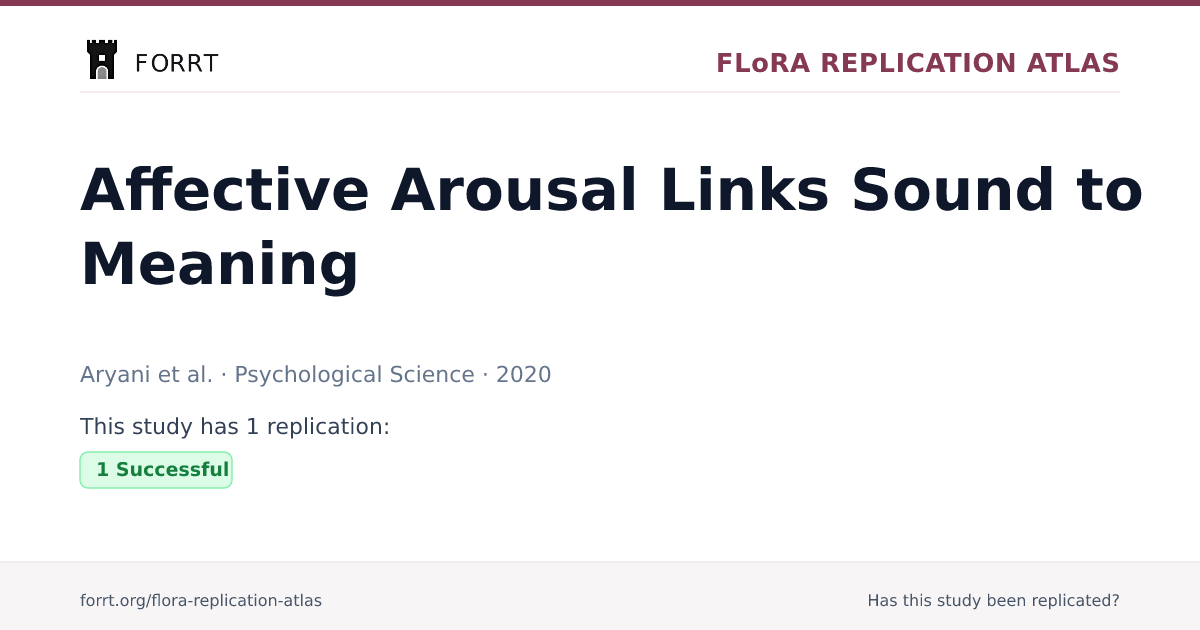 FORRT
FLoRA REPLICATION ATLAS
Affective Arousal Links Sound to
Meaning
Aryani et al. · Psychological Science · 2020
This study has 1 replication:
1 Successful
forrt.org/flora-replication-atlas
Has this study been replicated?